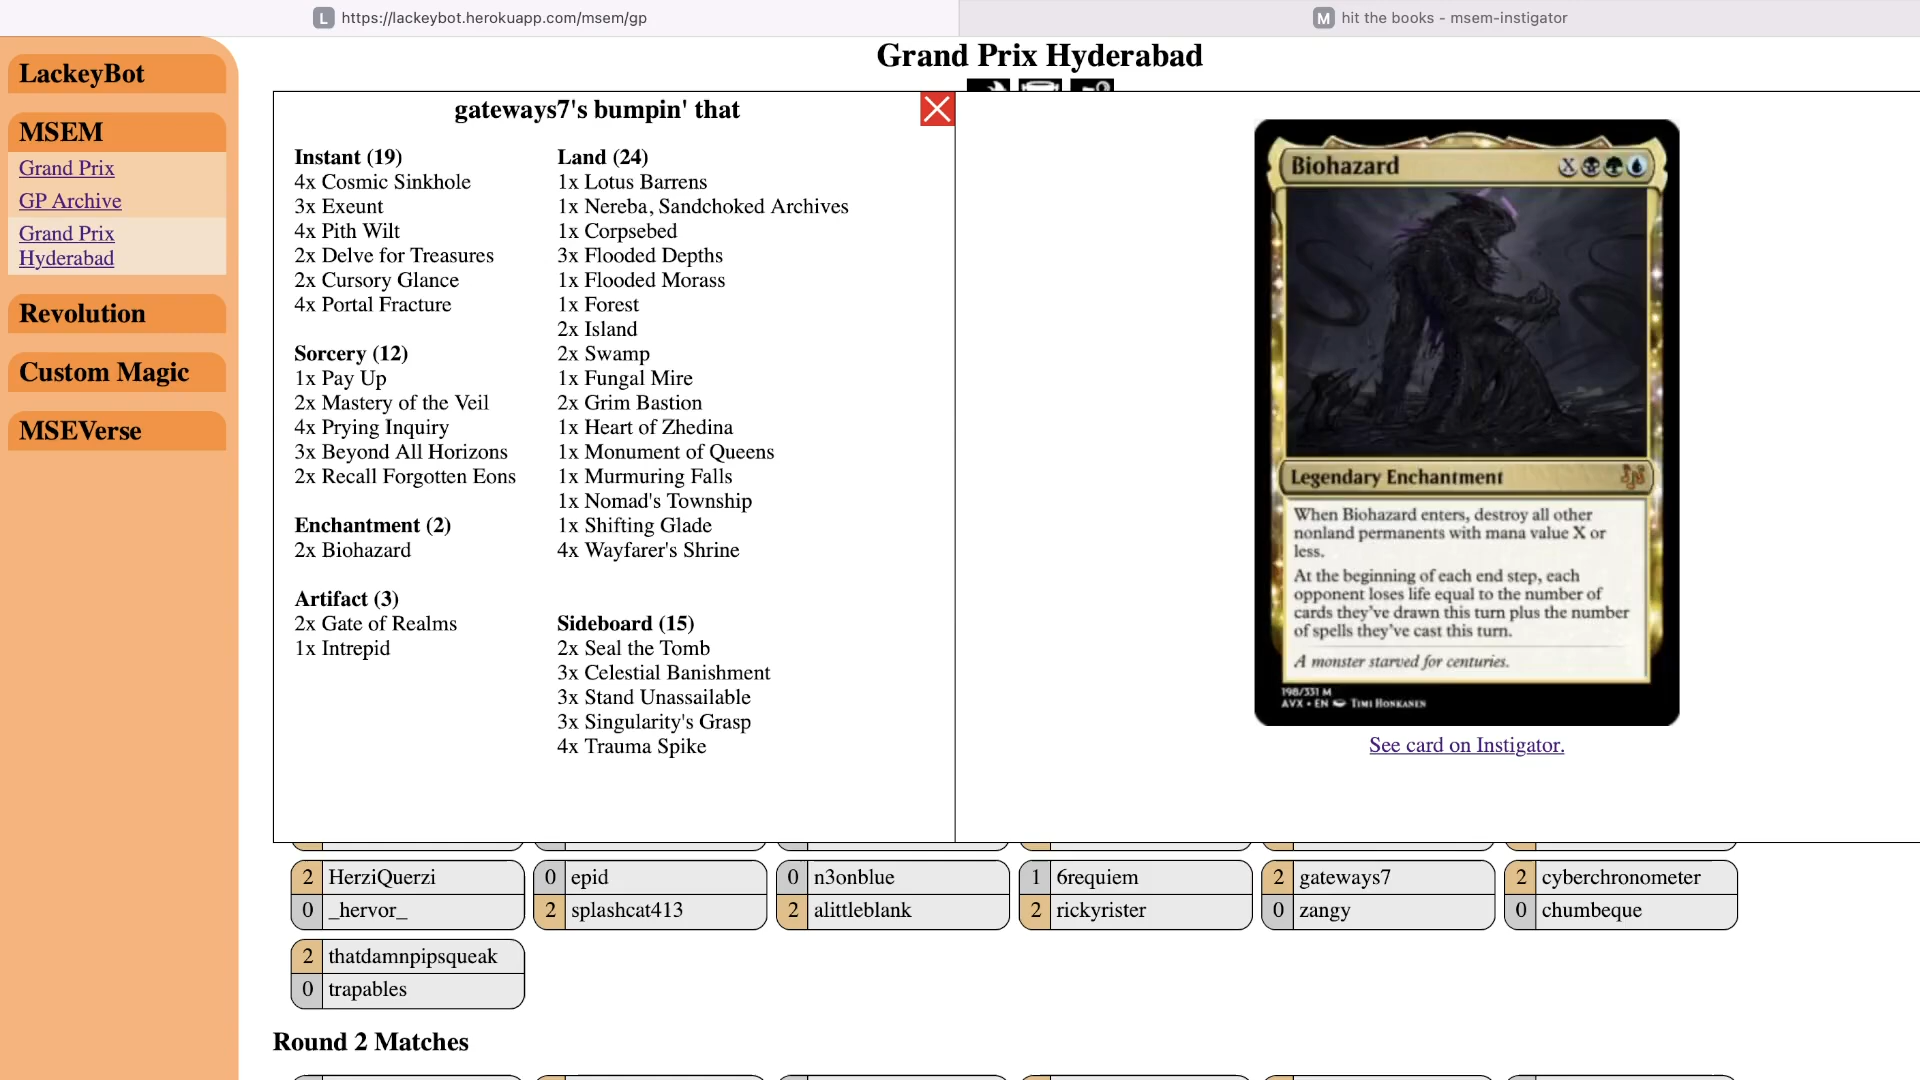 L https://lackeybot.herokuapp.com/msem/gp
M hit the books - msem-instigator
LackeyBot
MSEM
Grand Prix
GP Archive
Grand Prix
Hyderabad
Revolution
Custom Magic
MSEVerse
Grand Prix Hyderabad
gateways7's bumpin' that
Instant (19)
4x Cosmic Sinkhole
3x Exeunt
4x Pith Wilt
2x Delve for Treasures
2x Cursory Glance
4x Portal Fracture
Sorcery (12)
1x Pay Up
2x Mastery of the Veil
4x Prying Inquiry
3x Beyond All Horizons
2x Recall Forgotten Eons
Enchantment (2)
2x Biohazard
Artifact (3)
2x Gate of Realms
1x Intrepid
Land (24)
1x Lotus Barrens
1x Nereba, Sandchoked Archives
1x Corpsebed
3x Flooded Depths
1x Flooded Morass
1x Forest
2x Island
2x Swamp
1x Fungal Mire
2x Grim Bastion
1x Heart of Zhedina
1x Monument of Queens
1x Murmuring Falls
1x Nomad's Township
1x Shifting Glade
4x Wayfarer's Shrine
Sideboard (15)
2x Seal the Tomb
3x Celestial Banishment
3x Stand Unassailable
3x Singularity's Grasp
4x Trauma Spike
Biohazard X
Legendary Enchantment
When Biohazard enters, destroy all other
nonland permanents with mana value X or
less.
At the beginning of each end step, each
opponent loses life equal to the number of
cards they've drawn this turn plus the number
of spells they've cast this turn.
A monster starved for centuries.
198/331 M
AVX • EN Timi Honkanen
See card on Instigator.
2 HerziQuerzi
0 _hervor_
0 epid
2 splashcat413
0 n3onblue
2 alittleblank
1 6requiem
2 rickyrister
2 gateways7
0 zangy
2 cyberchronometer
0 chumbeque
2 thatdamnpipsqueak
0 trapables
Round 2 Matches